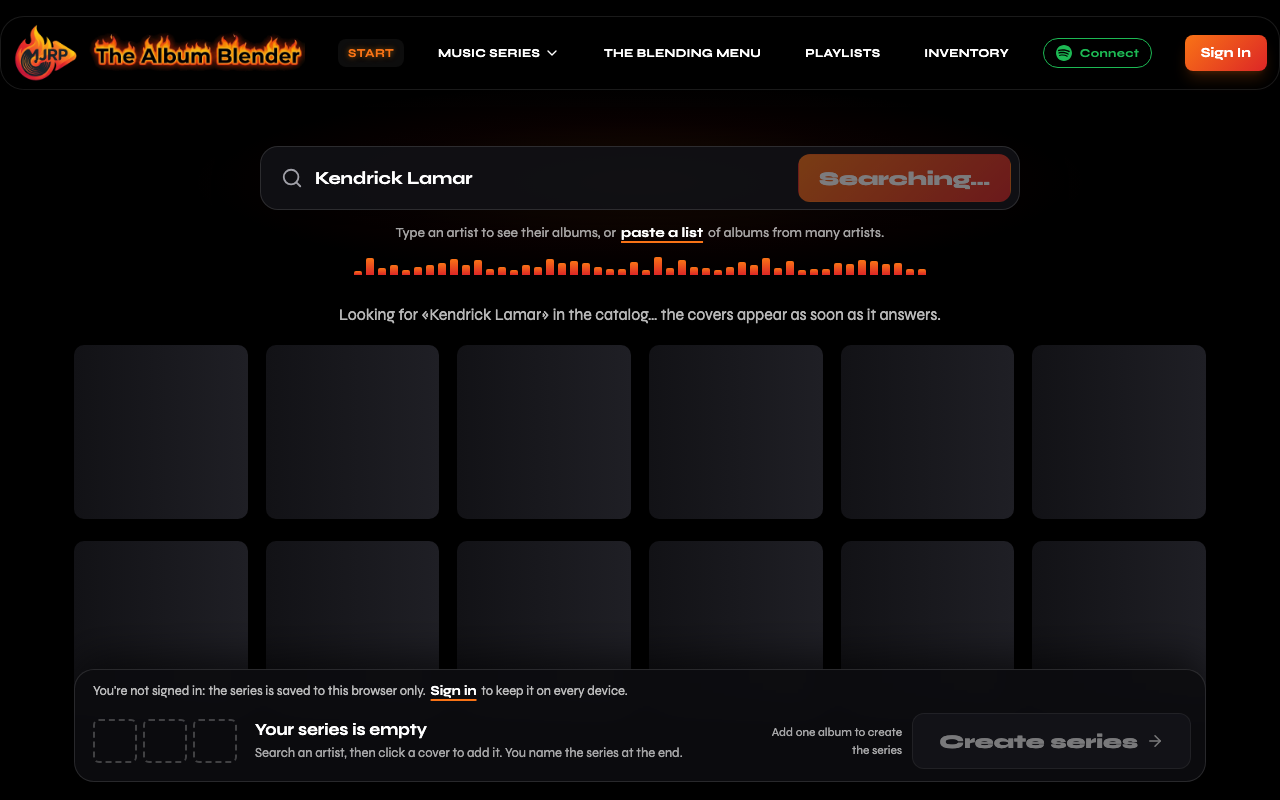 JRP The Album Blender START MUSIC SERIES THE BLENDING MENU PLAYLISTS INVENTORY Connect Sign In
Kendrick Lamar Searching...
Type an artist to see their albums, or paste a list of albums from many artists.
Looking for «Kendrick Lamar» in the catalog... the covers appear as soon as it answers.
You're not signed in: the series is saved to this browser only. Sign in to keep it on every device.
Your series is empty
Search an artist, then click a cover to add it. You name the series at the end.
Add one album to create
the series
Create series →